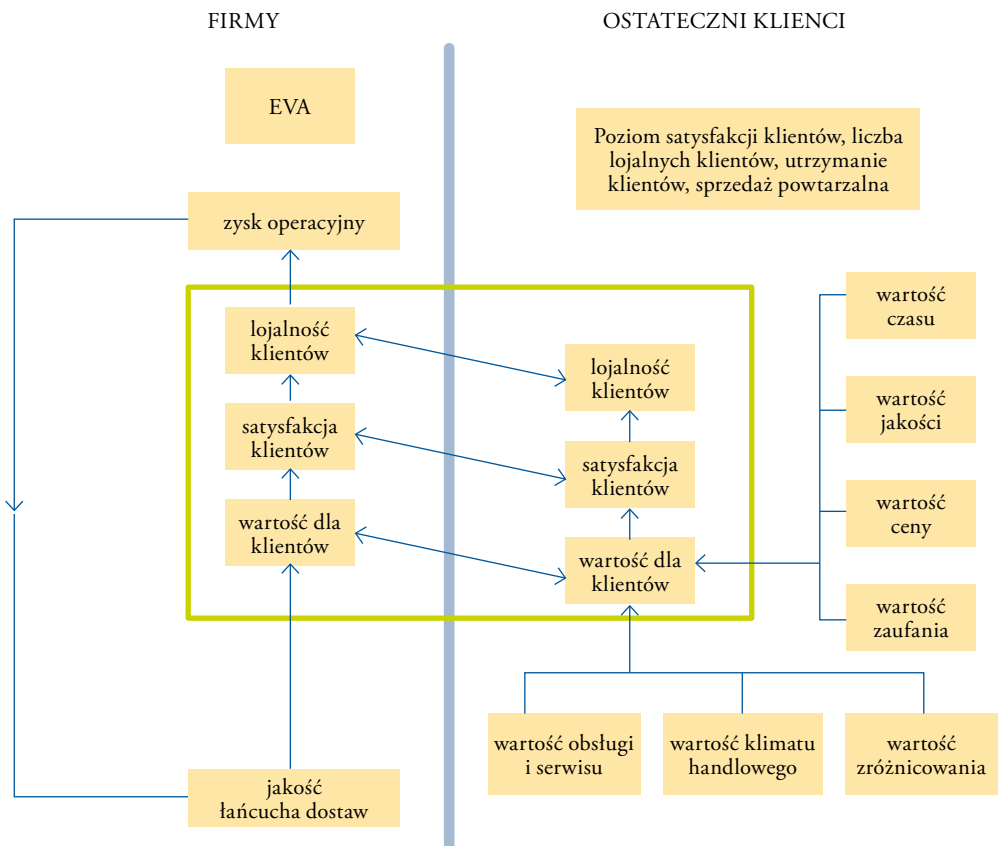 FIRMY
OSTATECZNI KLIENCI
EVA
Poziom satysfakcji klientów, liczba
lojalnych klientów, utrzymanie
klientów, sprzedaż powtarzalna
zysk operacyjny
lojalność
klientów
satysfakcja
klientów
wartość dla
klientów
jakość
łańcucha dostaw
lojalność
klientów
satysfakcja
klientów
wartość dla
klientów
wartość
czasu
wartość
jakości
wartość
ceny
wartość
zaufania
wartość obsługi
i serwisu
wartość klimatu
handlowego
wartość
zróżnicowania